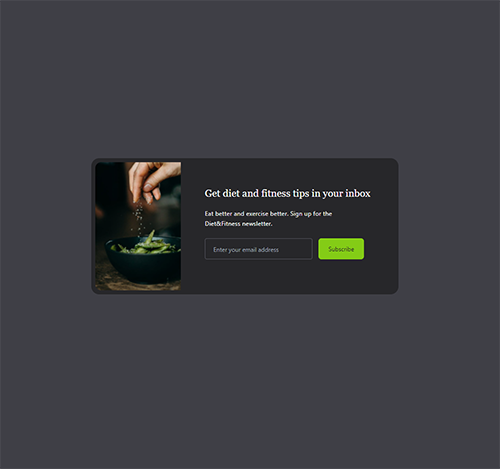 Get diet and fitness tips in your inbox
Eat better and exercise better. Sign up for the
Diet&Fitness newsletter.
Enter your email address
Subscribe